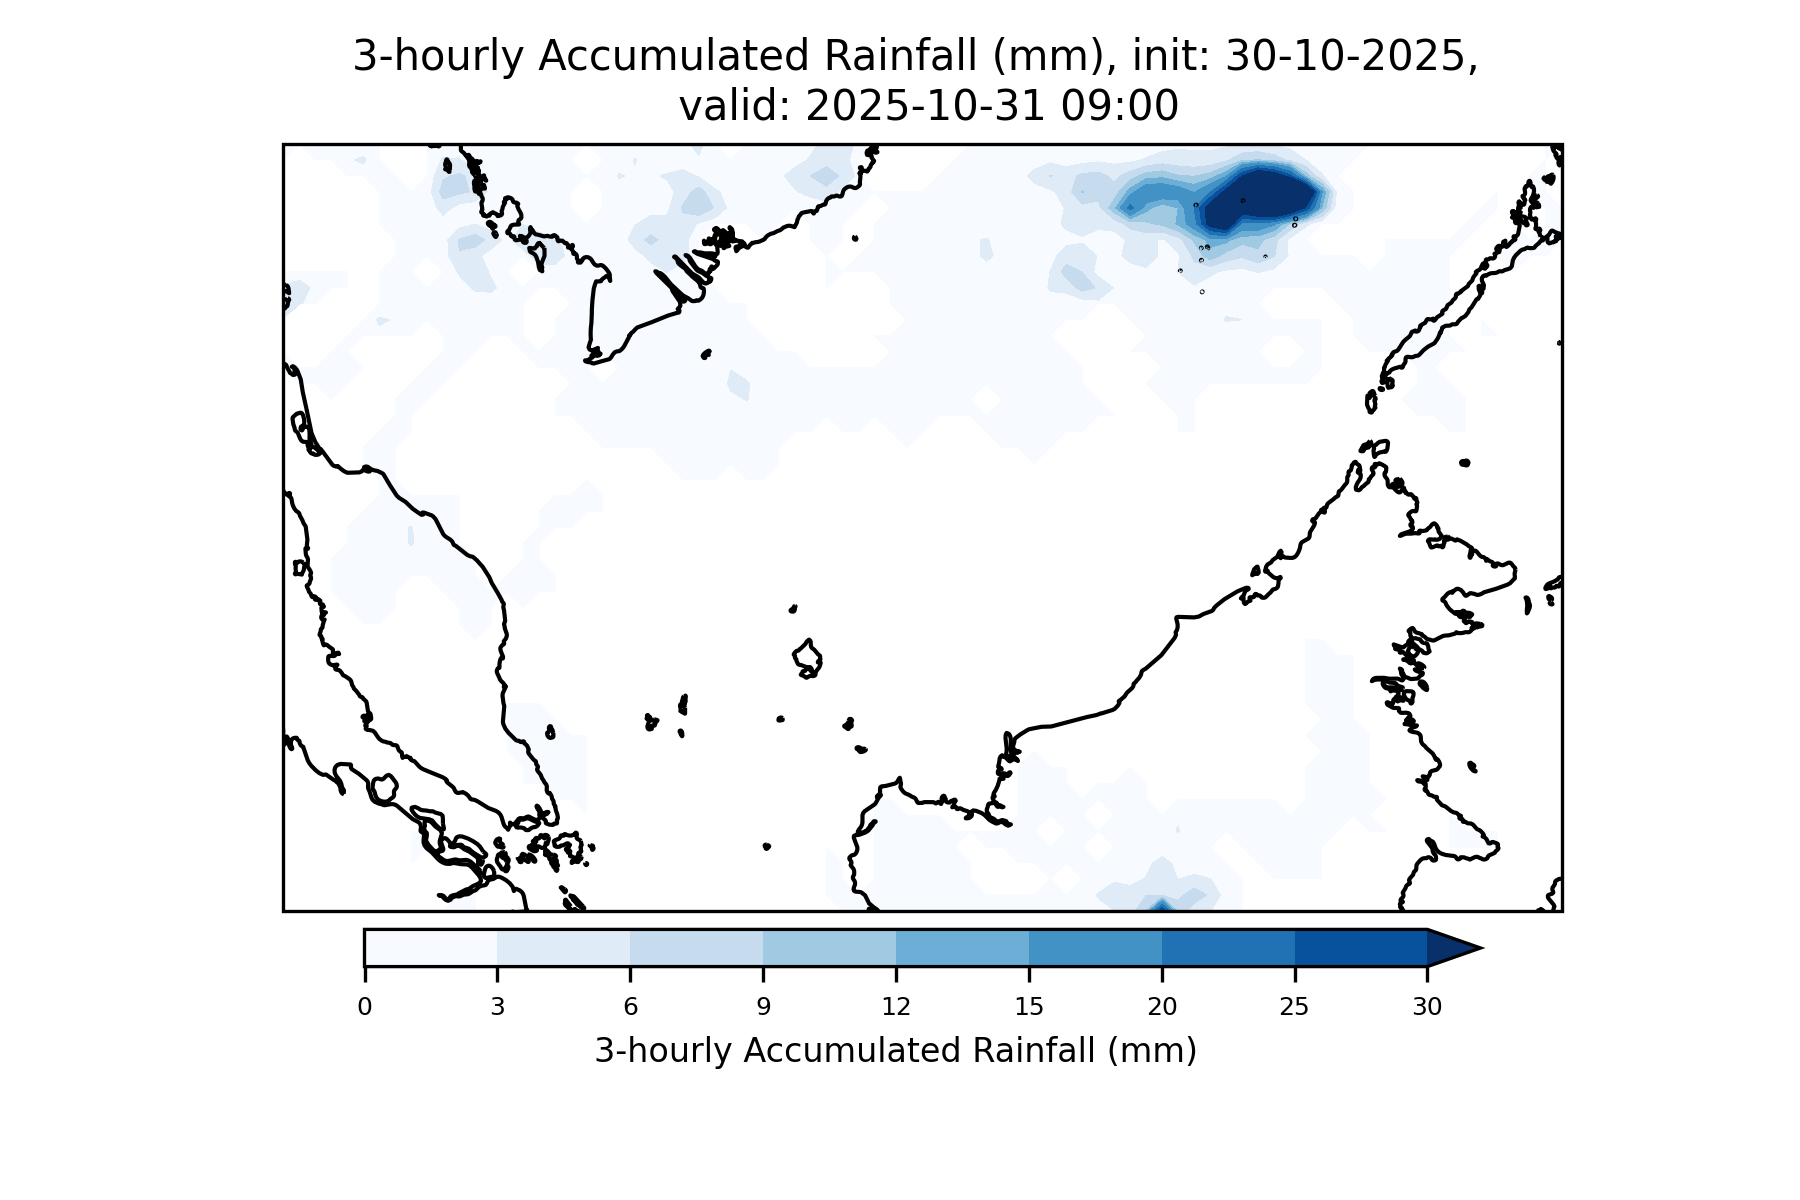 3-hourly Accumulated Rainfall (mm), init: 30-10-2025,
valid: 2025-10-31 09:00
0 3 6 9 12 15 20 25 30
3-hourly Accumulated Rainfall (mm)